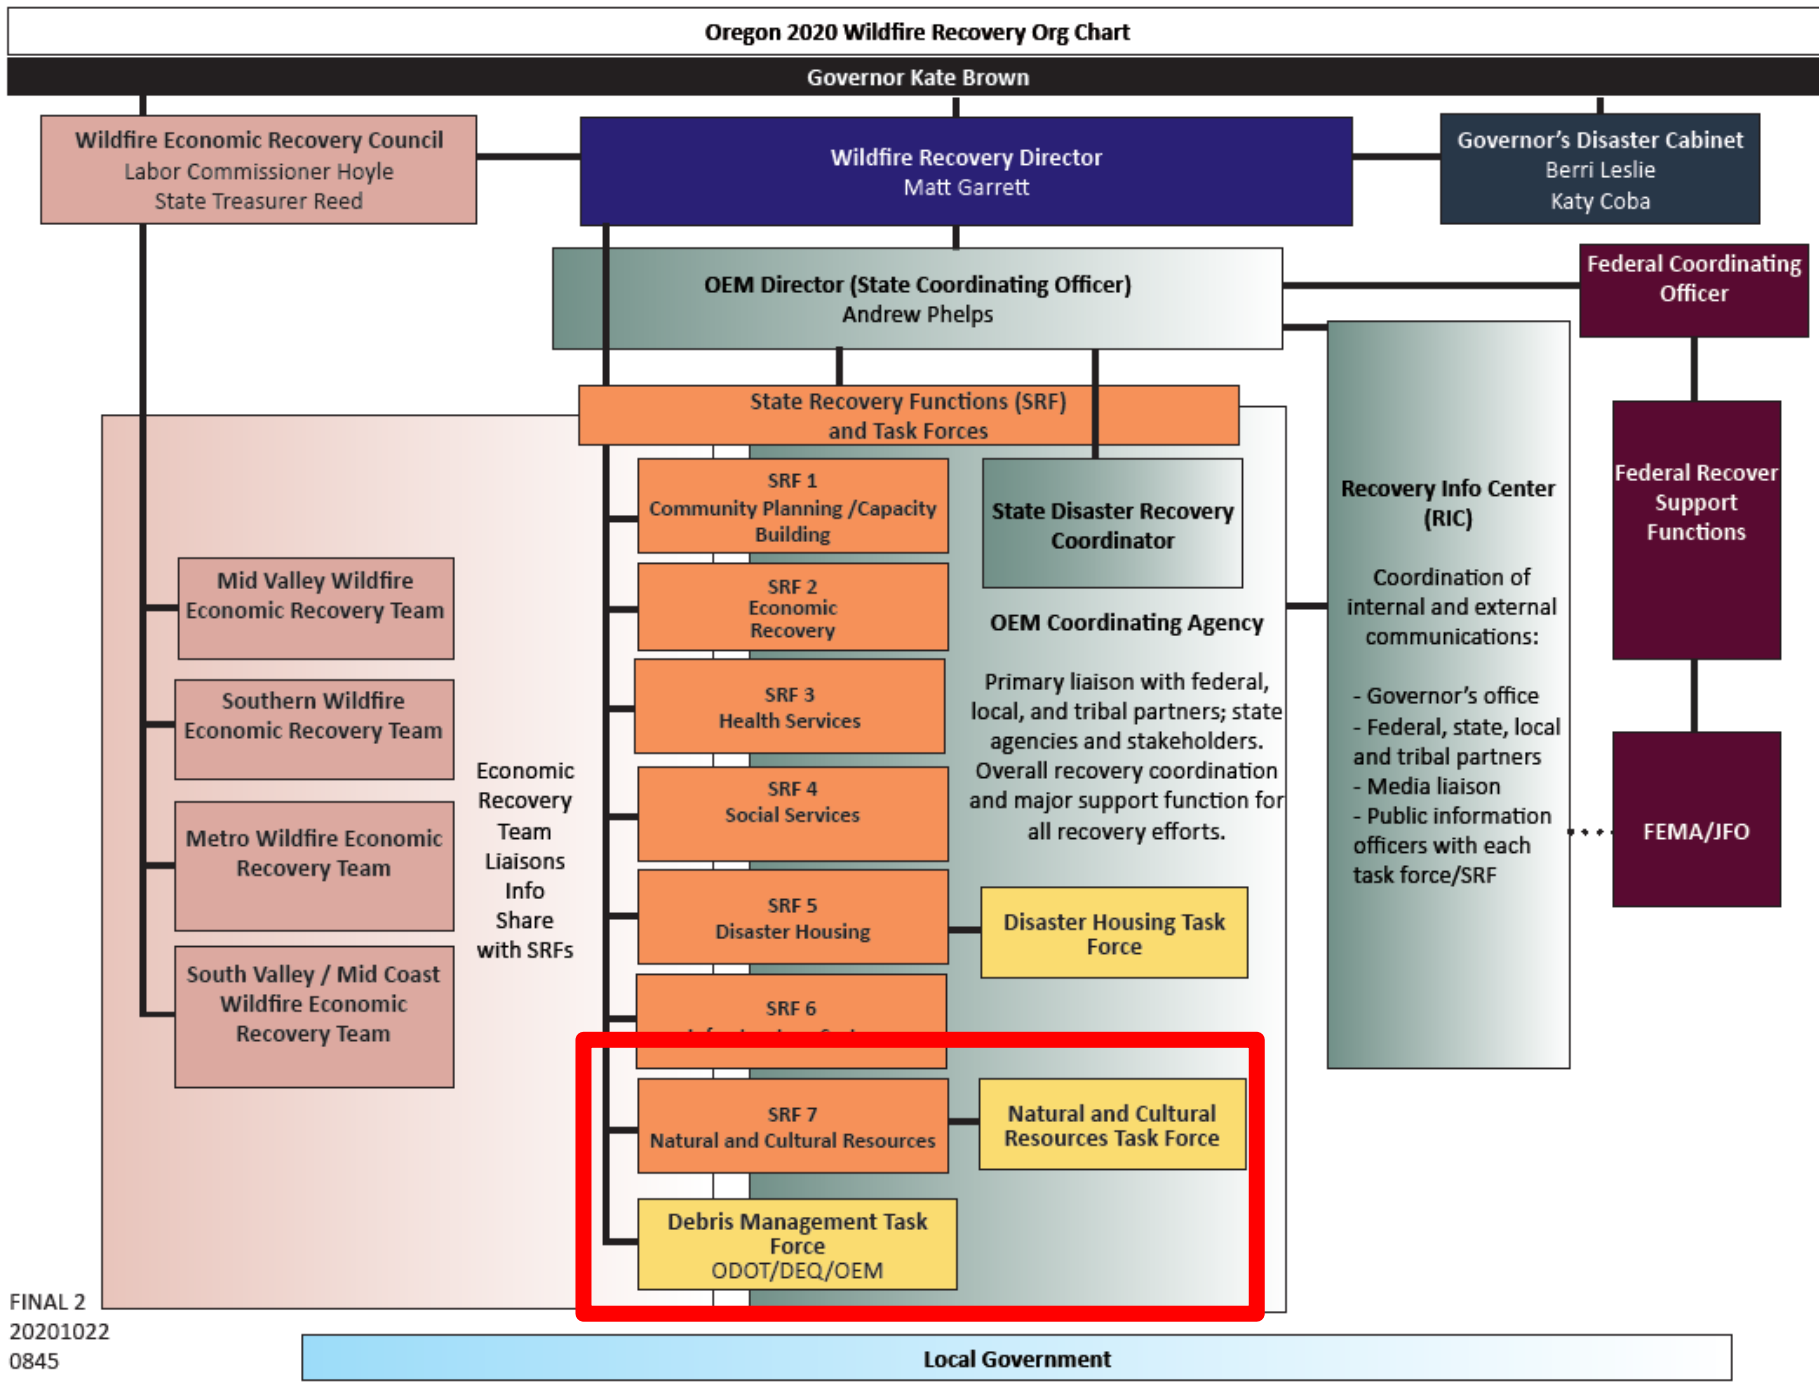 Oregon 2020 Wildfire Recovery Org Chart
Governor Kate Brown
Wildfire Economic Recovery Council
Labor Commissioner Hoyle
State Treasurer Reed
Wildfire Recovery Director
Matt Garrett
Governor's Disaster Cabinet
Berri Leslie
Katy Coba
OEM Director (State Coordinating Officer)
Andrew Phelps
Federal Coordinating
Officer
State Recovery Functions (SRF)
and Task Forces
Mid Valley Wildfire
Economic Recovery Team
Southern Wildfire
Economic Recovery Team
Metro Wildfire Economic
Recovery Team
South Valley / Mid Coast
Wildfire Economic
Recovery Team
Economic
Recovery
Team
Liaisons
Info
Share
with SRFs
SRF 1
Community Planning /Capacity
Building
SRF 2
Economic
Recovery
SRF 3
Health Services
SRF 4
Social Services
SRF 5
Disaster Housing
SRF 6
SRF 7
Natural and Cultural Resources
Debris Management Task
Force
ODOT/DEQ/OEM
State Disaster Recovery
Coordinator
OEM Coordinating Agency
Primary liaison with federal,
local, and tribal partners; state
agencies and stakeholders.
Overall recovery coordination
and major support function for
all recovery efforts.
Disaster Housing Task
Force
Natural and Cultural
Resources Task Force
Recovery Info Center
(RIC)
Coordination of
internal and external
communications:
- Governor's office
- Federal, state, local
and tribal partners
- Media liaison
- Public information
officers with each
task force/SRF
Federal Recover
Support
Functions
FEMA/JFO
FINAL 2
20201022
0845
Local Government